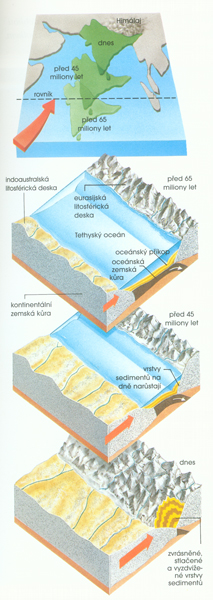 Himálaj
dnes
před 45
miliony let
rovník
před 65
miliony let
indoaustralská
litosférická deska
před 65
miliony let
eurasijská
litosférická
deska
Tethyský oceán
oceánský příkop
oceánská
zemská
kůra
kontinentální
zemská kůra
před 45
miliony let
vrstvy
sedimentů na
dně narůstají
dnes
zvrásněné,
stlačené
a vyzdviže-
né vrstvy
sedimentů